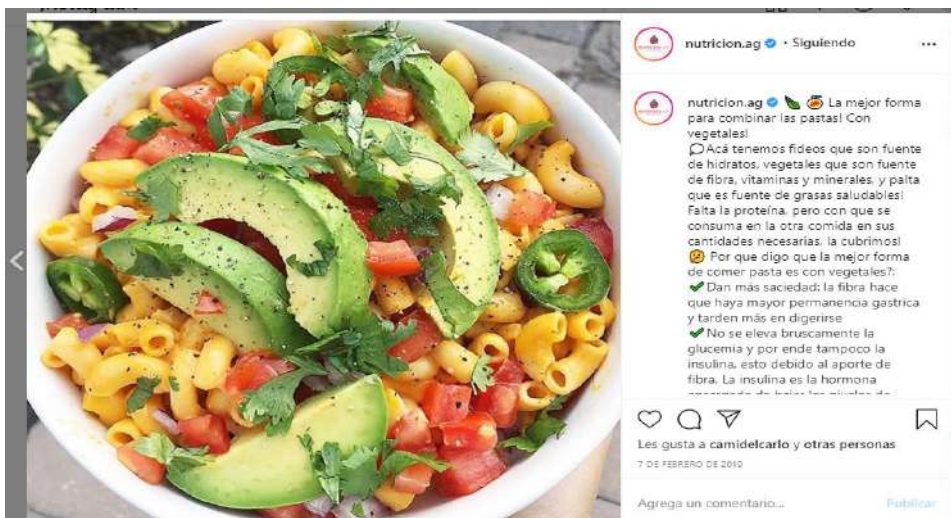 nutricion.ag • Siguiendo
nutricion.ag La mejor forma
para combinar las pastas! Con
vegetales!
Acá tenemos fideos que son fuente
de hidratos, vegetales que son fuente
de fibra, vitaminas y minerales, y palta
que es fuente de grasas saludables!
Falta la proteína, pero con que se
consuma en la otra comida en sus
cantidades necesarias, la cubrimos!
Por que digo que la mejor forma
de comer pasta es con vegetales?:
Dan más saciedad: la fibra hace
que haya mayor permanencia gastrica
y tarden más en digerirse
No se eleva bruscamente la
glucemia y por ende tampoco la
insulina, esto debido al aporte de
fibra. La insulina es la hormona
Les gusta a camidelcarlo y otras personas
7 DE FEBRERO DE 2019
Agrega un comentario...
Publicar